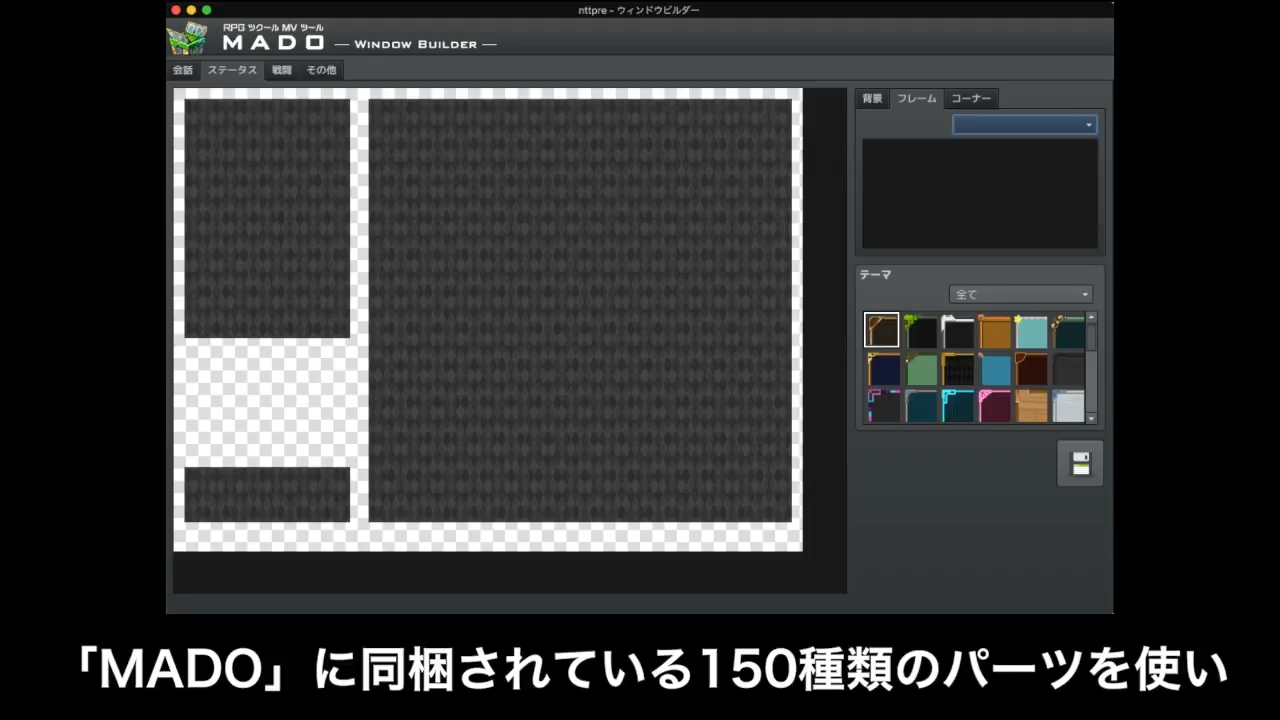 nttpre - ウィンドウビルダー
RPG ツクール MV ツール
MADO — WINDOW BUILDER —
会話 ステータス 戦闘 その他
背景 フレーム コーナー
テーマ
全て
「MADO」に同梱されている150種類のパーツを使い